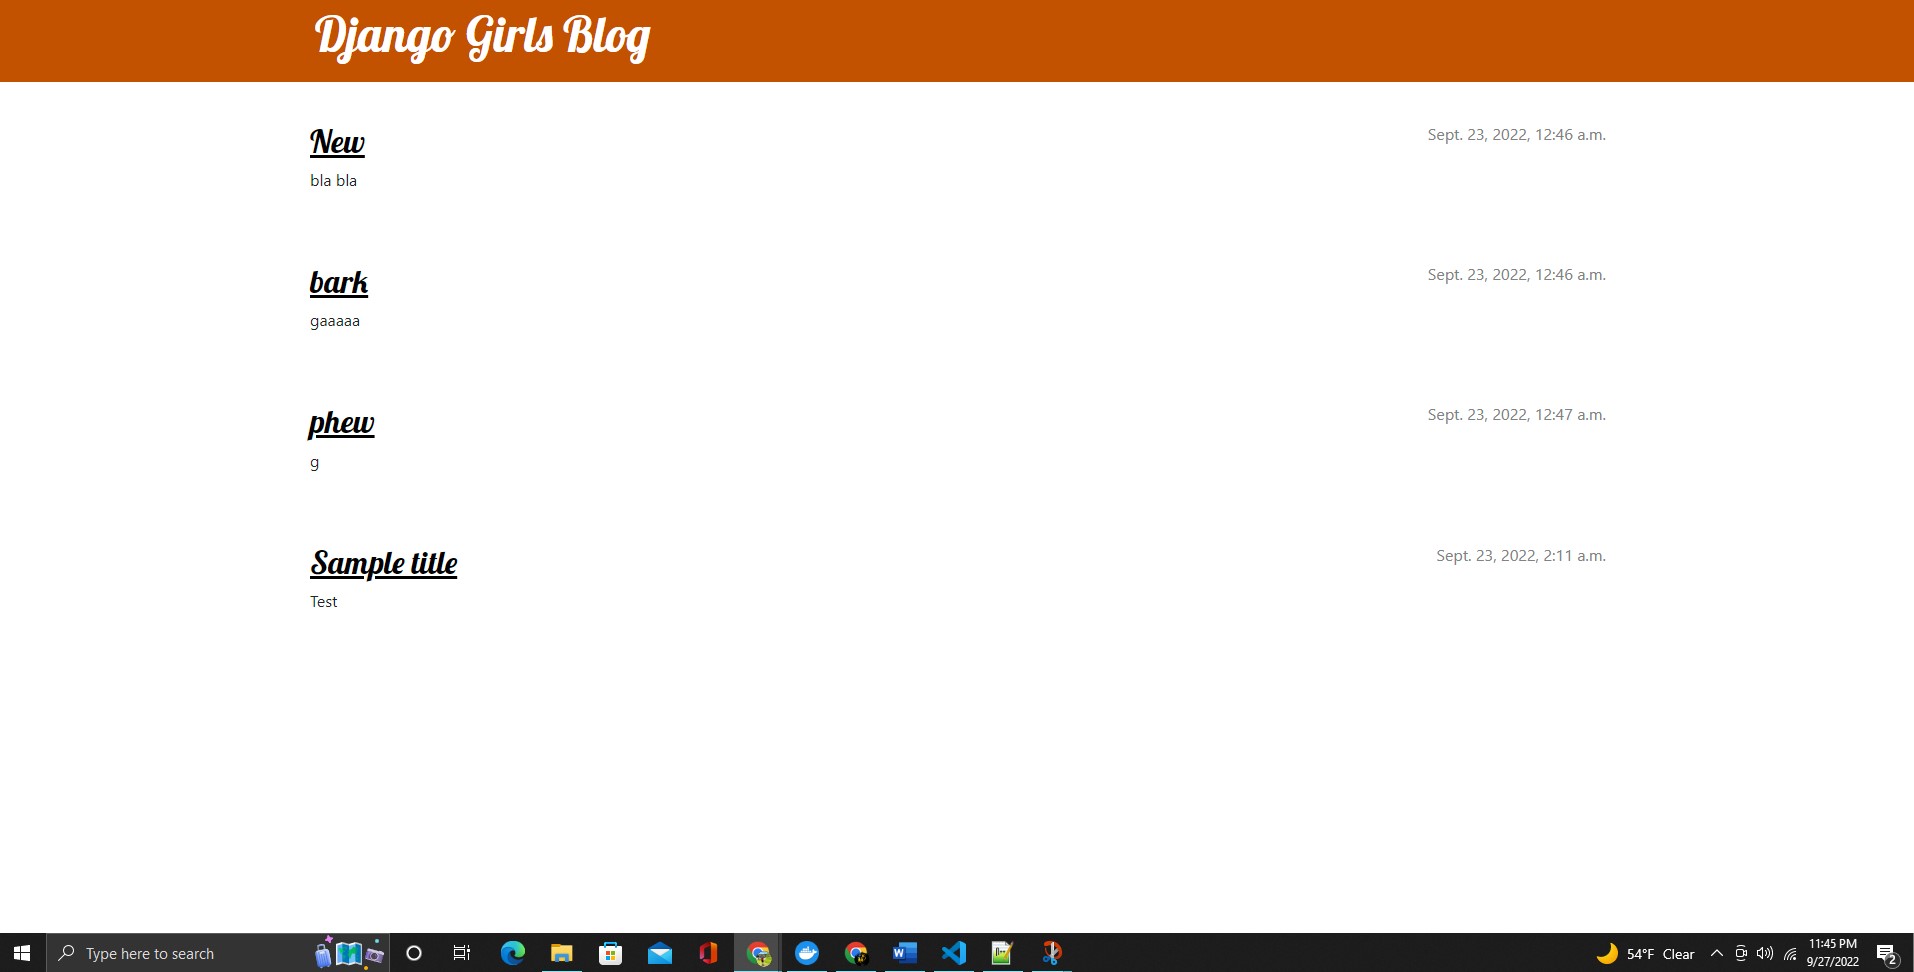 Django Girls Blog
New
Sept. 23, 2022, 12:46 a.m.
bla bla
bark
Sept. 23, 2022, 12:46 a.m.
gaaaaa
phew
Sept. 23, 2022, 12:47 a.m.
g
Sample title
Sept. 23, 2022, 2:11 a.m.
Test
Type here to search
54°F Clear
11:45 PM
9/27/2022
2